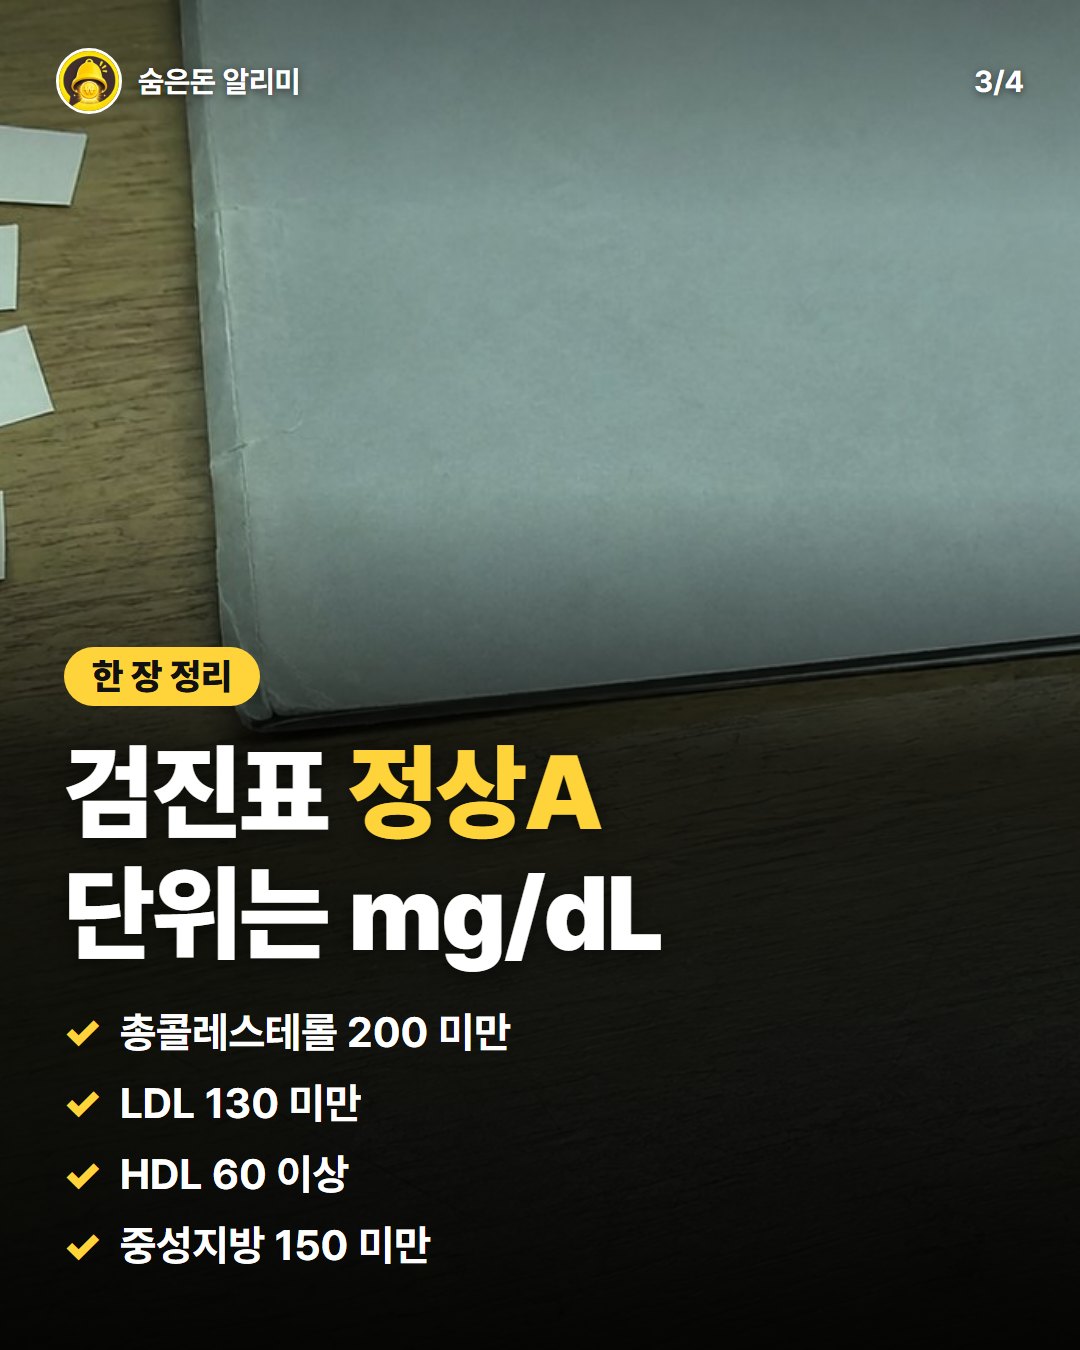 숨은돈 알리미
3/4
한 장 정리
검진표 정상A
단위는 mg/dL
총콜레스테롤 200 미만
LDL 130 미만
HDL 60 이상
중성지방 150 미만